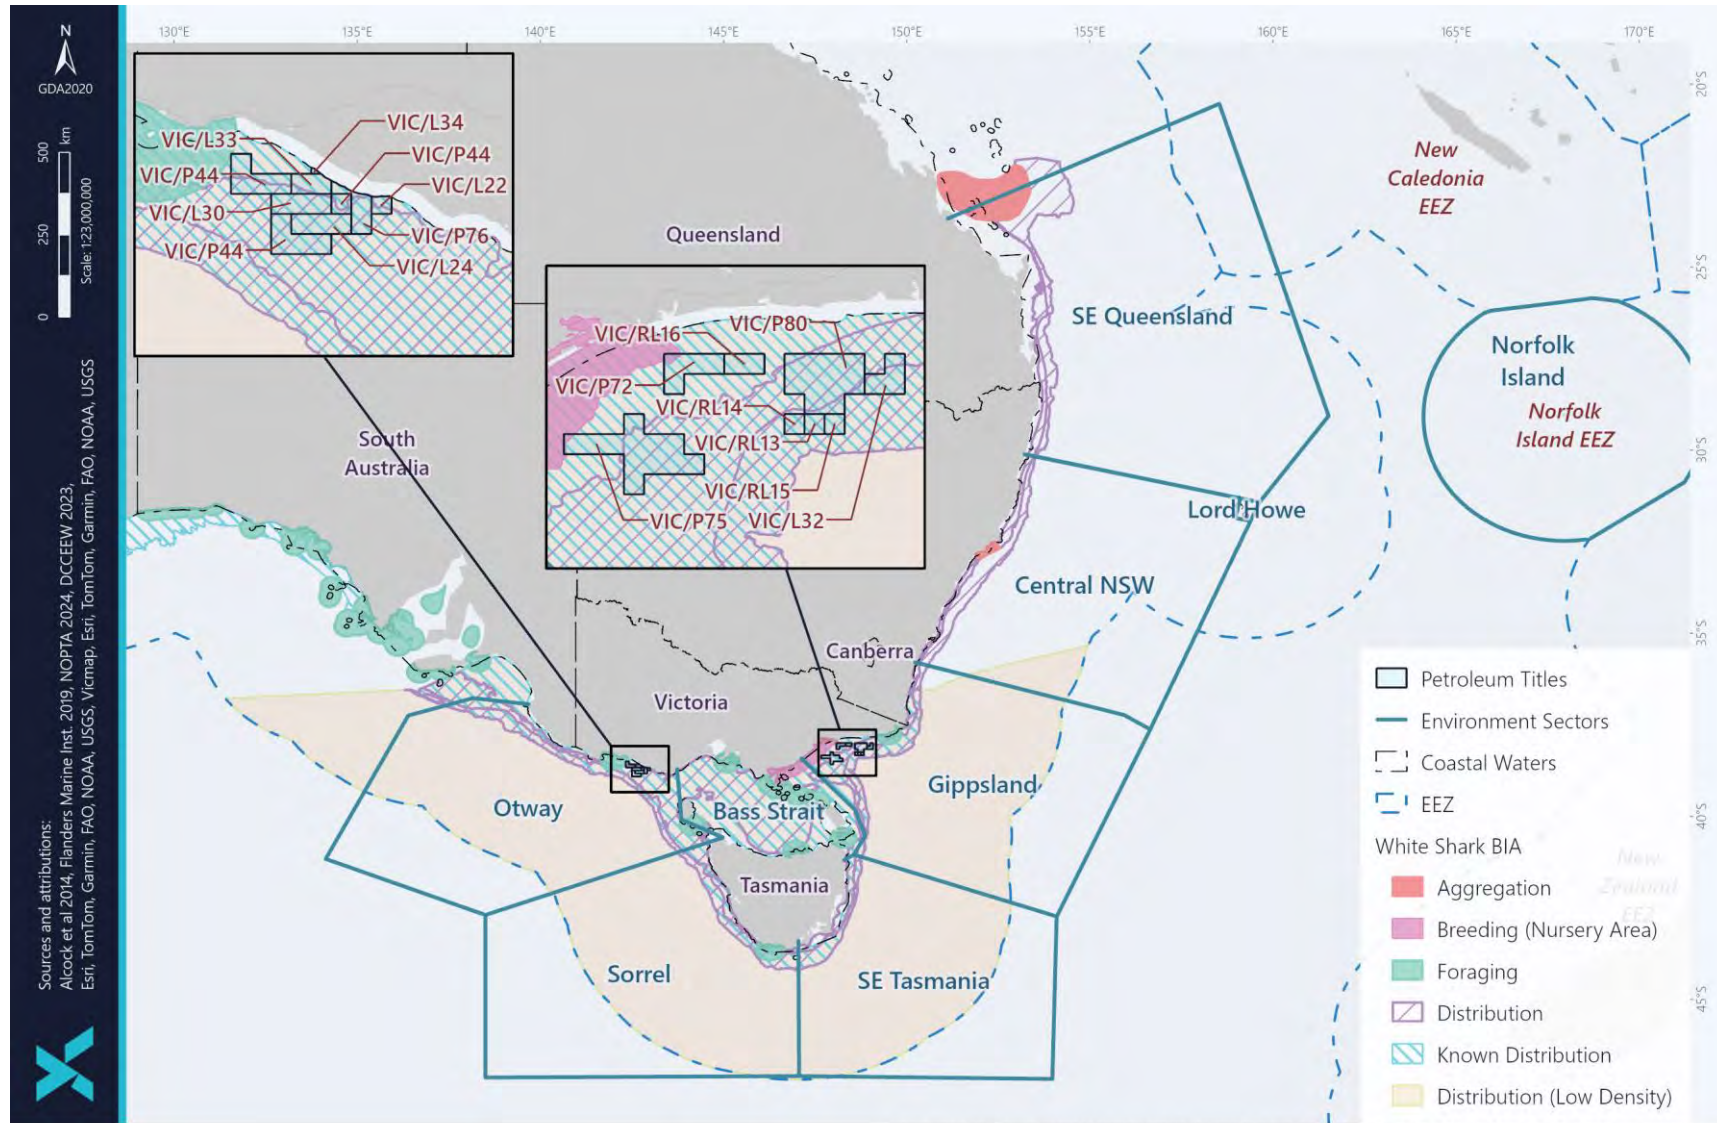 130°E
135°E
140°E
145°E
150°E
155°E
160°E
165°E
170°E
N
GDA2020
500
250
0
km
Scale: 1:23,000,000
Sources and attributions:
Alcock et al 2014, Flanders Marine Inst. 2019, NOPTA 2024, DCCEEW 2023,
Esri, TomTom, Garmin, FAO, NOAA, USGS, Vicmap, Esri, TomTom, Garmin, FAO, NOAA, USGS
VIC/L34
VIC/L33
VIC/P44
VIC/P44
VIC/L22
VIC/L30
VIC/P76
VIC/P44
VIC/L24
VIC/P80
VIC/RL16
VIC/P72
VIC/RL14
VIC/RL13
VIC/RL15
VIC/P75
VIC/L32
20°S
25°S
30°S
35°S
40°S
45°S
New
Caledonia
EEZ
Queensland
SE Queensland
Norfolk
Island
Norfolk
Island EEZ
South
Australia
Lord Howe
Central NSW
Canberra
Victoria
Gippsland
Otway
Bass Strait
Tasmania
Sorrel
SE Tasmania
New
Zealand
EEZ
Petroleum Titles
Environment Sectors
Coastal Waters
EEZ
White Shark BIA
Aggregation
Breeding (Nursery Area)
Foraging
Distribution
Known Distribution
Distribution (Low Density)